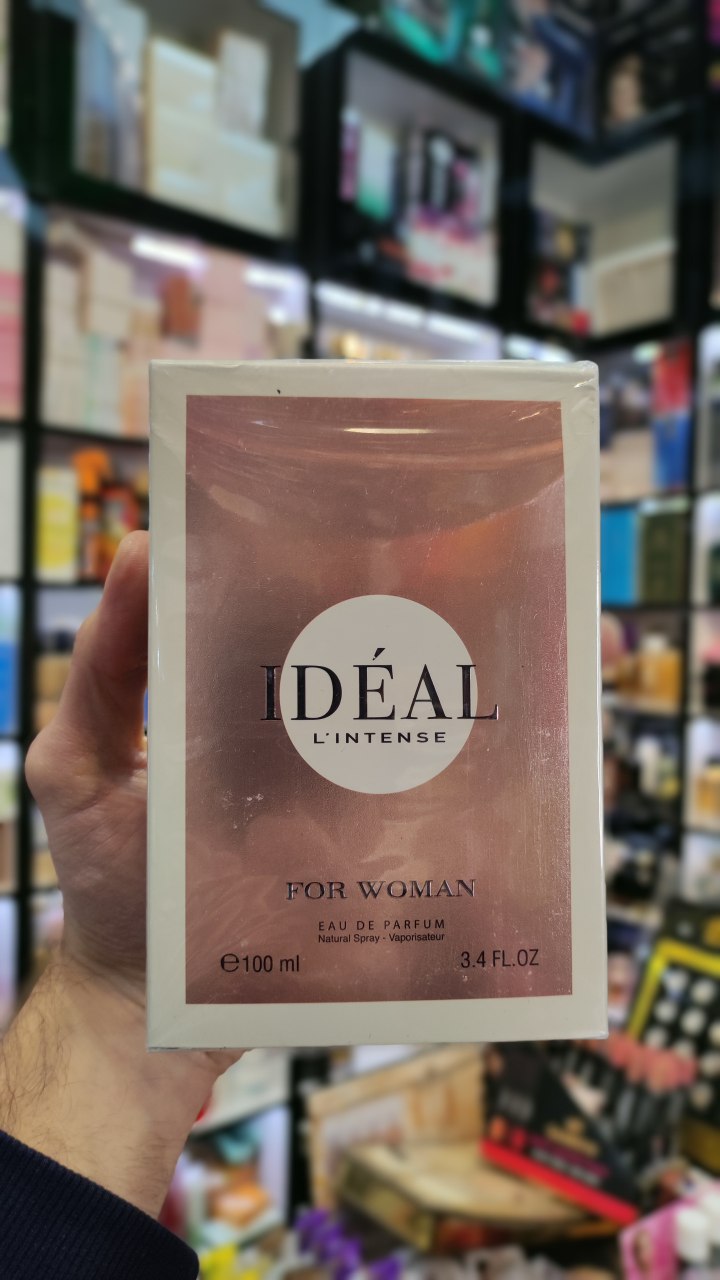 IDÉAL
L'INTENSE
FOR WOMAN
EAU DE PARFUM
Natural Spray - Vaporisateur
℮100 ml
3.4 FL.OZ